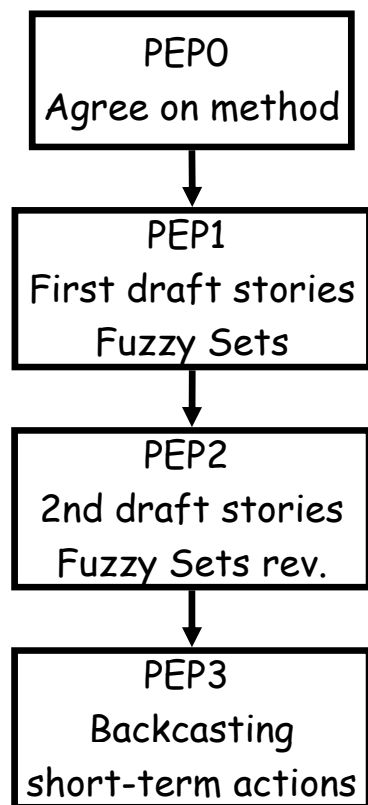 PEP0
Agree on method
PEP1
First draft stories
Fuzzy Sets
PEP2
2nd draft stories
Fuzzy Sets rev.
PEP3
Backcasting
short-term actions